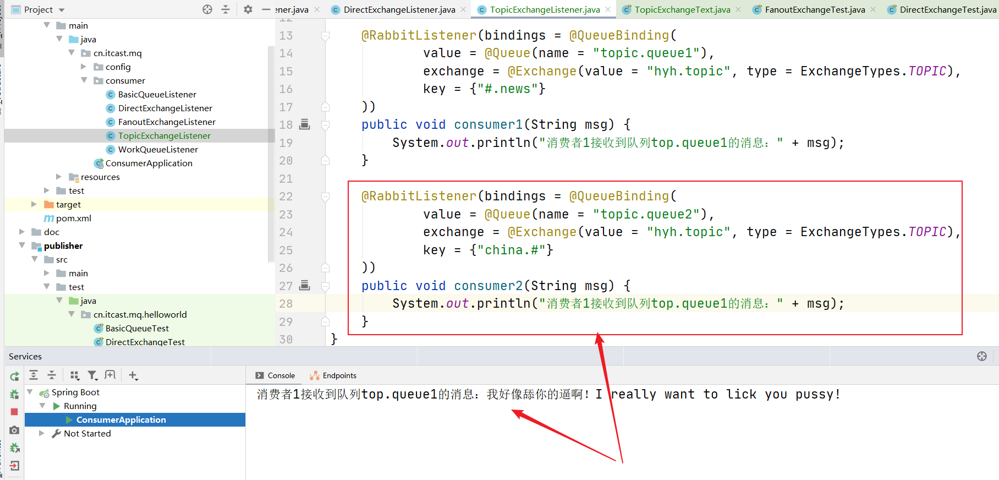 Project
ener.java
DirectExchangeListener.java
TopicExchangeListener.java
TopicExchangeText.java
FanoutExchangeTest.java
DirectExchangeTest.java
main
java
cn.itcast.mq
config
consumer
BasicQueueListener
DirectExchangeListener
FanoutExchangeListener
TopicExchangeListener
WorkQueueListener
ConsumerApplication
resources
test
target
pom.xml
doc
publisher
src
main
test
java
cn.itcast.mq.helloworld
BasicQueueTest
DirectExchangeTest
12
13 @RabbitListener(bindings = @QueueBinding(
14 value = @Queue(name = "topic.queue1"),
15 exchange = @Exchange(value = "hyh.topic", type = ExchangeTypes.TOPIC),
16 key = {"#.news"}
17 ))
18 public void consumer1(String msg) {
19 System.out.println("消费者1接收到队列top.queue1的消息：" + msg);
20 }
21
22 @RabbitListener(bindings = @QueueBinding(
23 value = @Queue(name = "topic.queue2"),
24 exchange = @Exchange(value = "hyh.topic", type = ExchangeTypes.TOPIC),
25 key = {"china.#"}
26 ))
27 public void consumer2(String msg) {
28 System.out.println("消费者1接收到队列top.queue1的消息：" + msg);
29 }
30 }
Services
Spring Boot
Running
ConsumerApplication
Not Started
Console
Endpoints
消费者1接收到队列top.queue1的消息：我好像舔你的逼啊！I really want to lick you pussy!